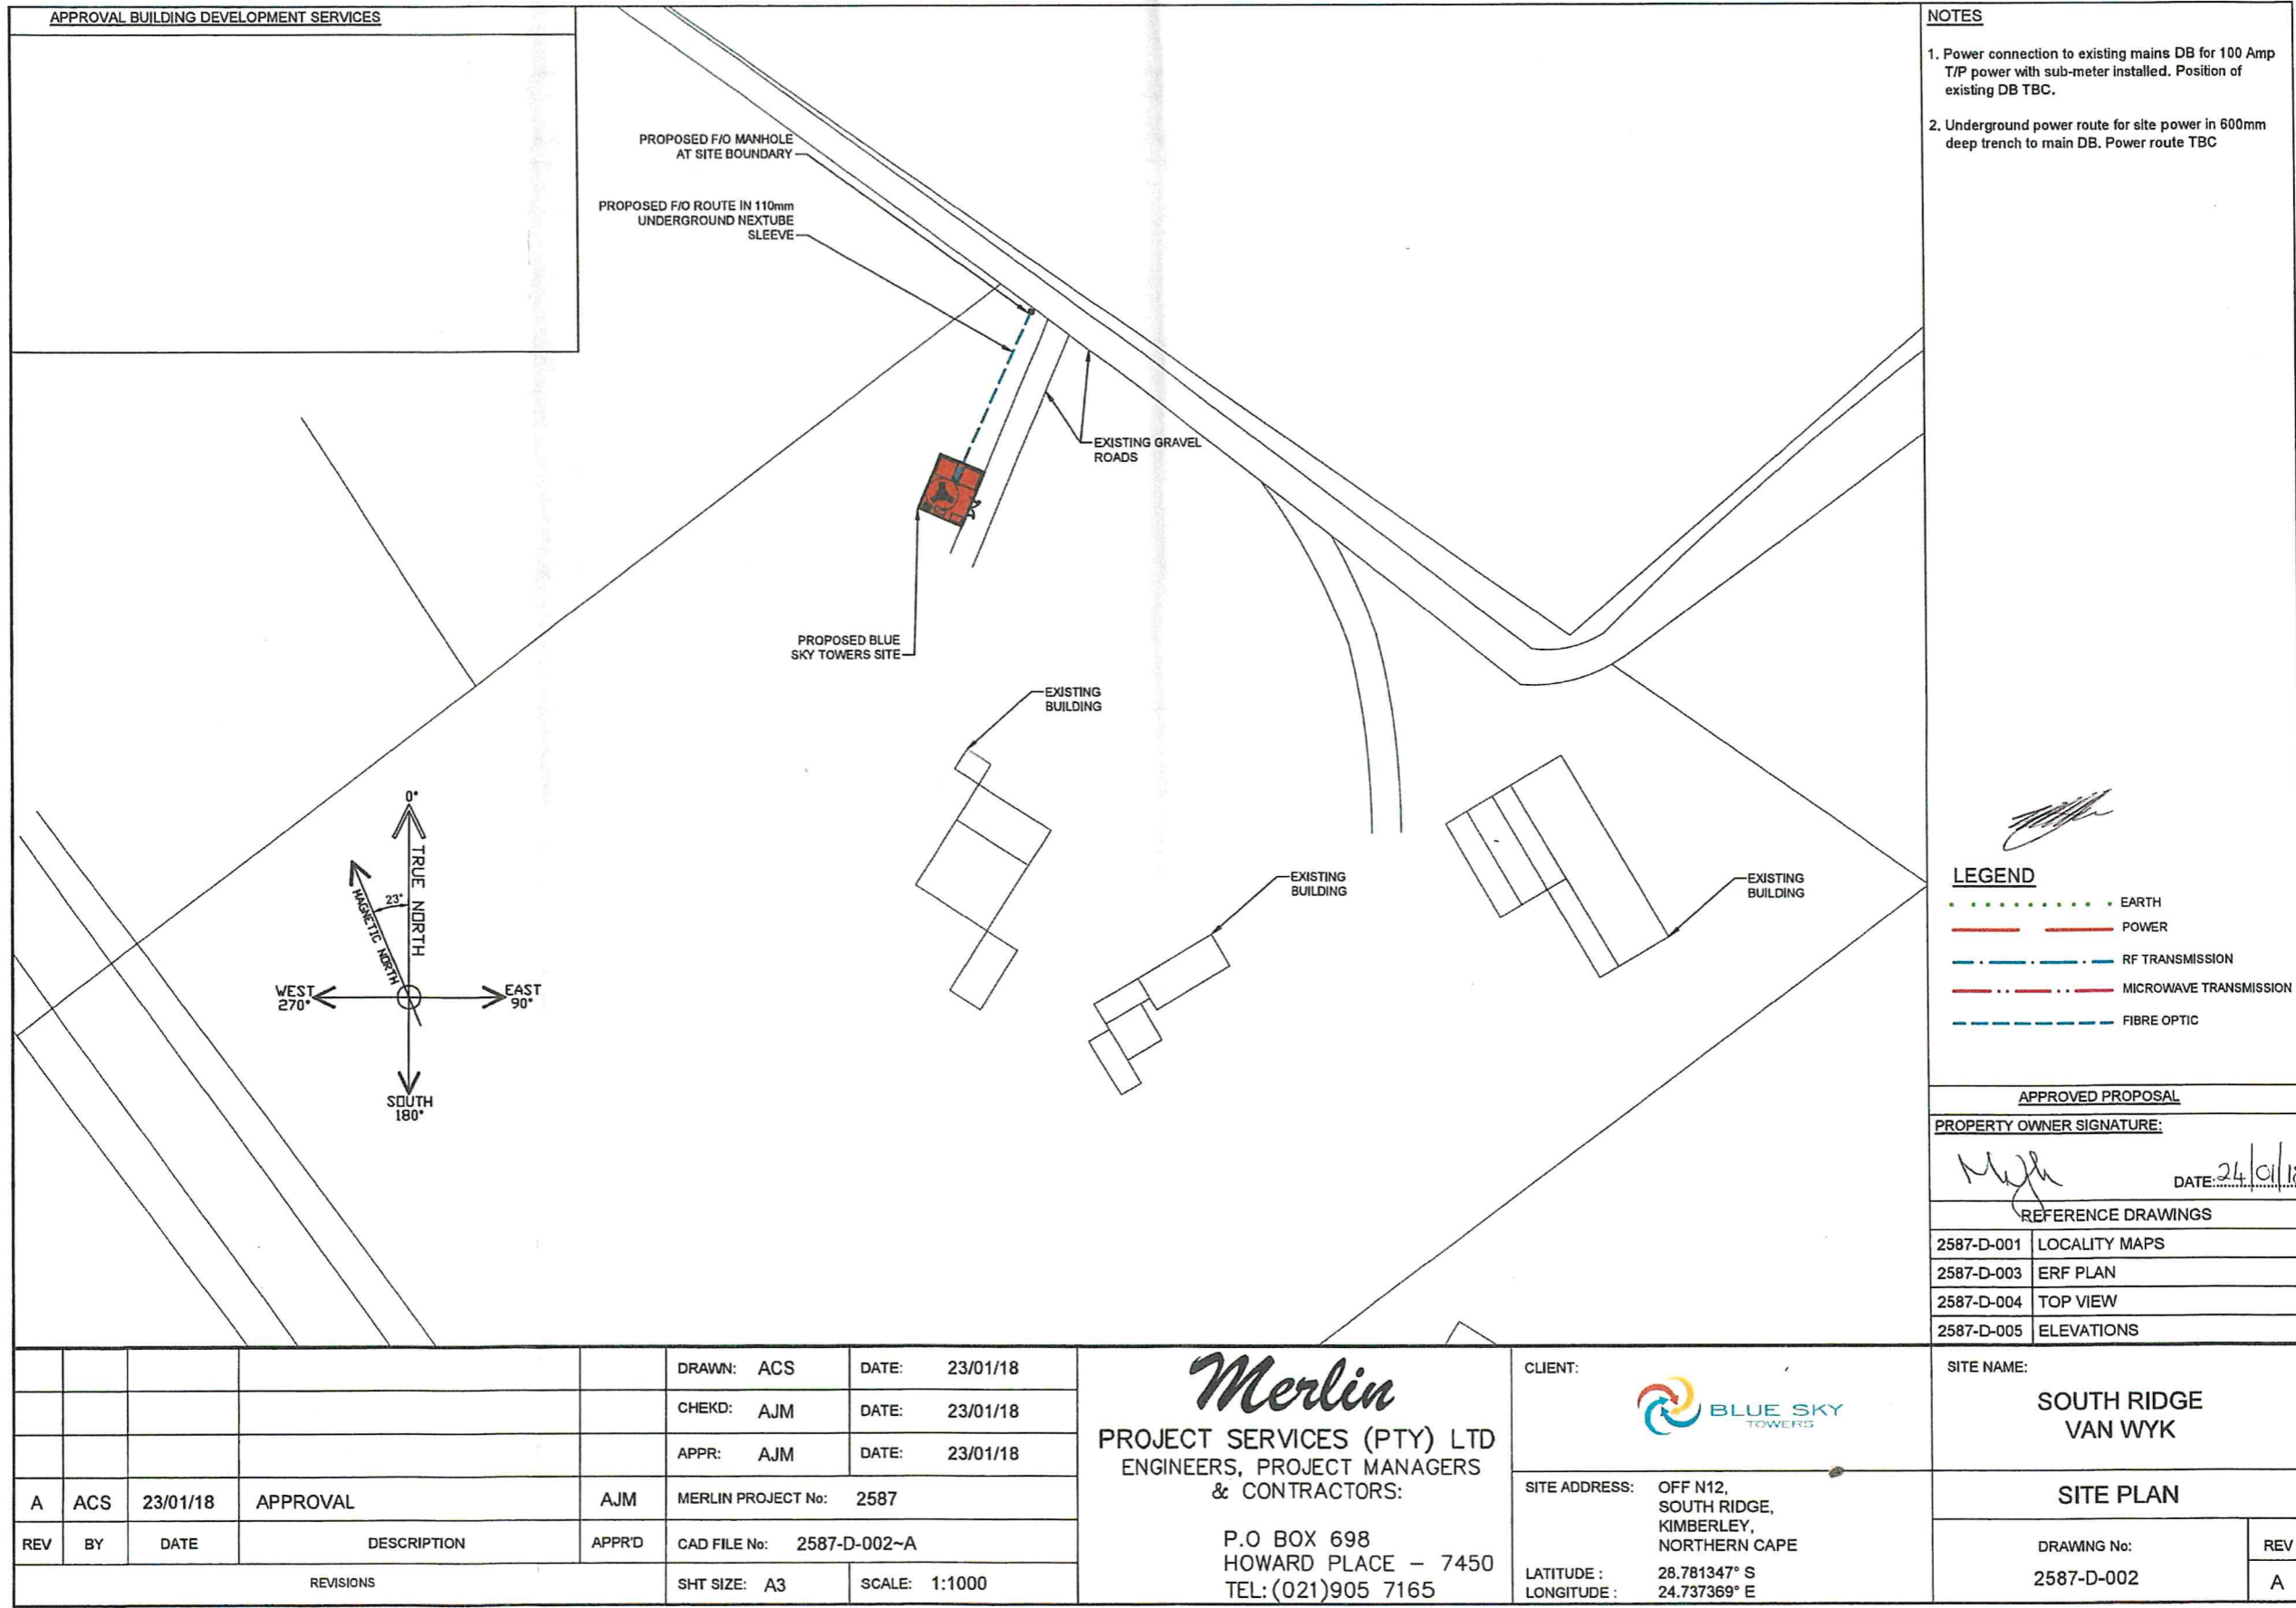 APPROVAL BUILDING DEVELOPMENT SERVICES
PROPOSED F/O MANHOLE
AT SITE BOUNDARY
PROPOSED F/O ROUTE IN 110mm
UNDERGROUND NEXTUBE
SLEEVE
EXISTING GRAVEL
ROADS
PROPOSED BLUE
SKY TOWERS SITE
EXISTING
BUILDING
EXISTING
BUILDING
EXISTING
BUILDING
0°
TRUE NORTH
MAGNETIC NORTH
23°
WEST
270°
EAST
90°
SOUTH
180°
NOTES
1. Power connection to existing mains DB for 100 Amp
T/P power with sub-meter installed. Position of
existing DB TBC.
2. Underground power route for site power in 600mm
deep trench to main DB. Power route TBC
LEGEND
EARTH
POWER
RF TRANSMISSION
MICROWAVE TRANSMISSION
FIBRE OPTIC
APPROVED PROPOSAL
PROPERTY OWNER SIGNATURE:
DATE: 24/01/18
REFERENCE DRAWINGS
2587-D-001 LOCALITY MAPS
2587-D-003 ERF PLAN
2587-D-004 TOP VIEW
2587-D-005 ELEVATIONS
A ACS 23/01/18 APPROVAL AJM
REV BY DATE DESCRIPTION APPR'D
REVISIONS
DRAWN: ACS DATE: 23/01/18
CHEKD: AJM DATE: 23/01/18
APPR: AJM DATE: 23/01/18
MERLIN PROJECT No: 2587
CAD FILE No: 2587-D-002~A
SHT SIZE: A3 SCALE: 1:1000
Merlin
PROJECT SERVICES (PTY) LTD
ENGINEERS, PROJECT MANAGERS
& CONTRACTORS:
P.O BOX 698
HOWARD PLACE - 7450
TEL:(021)905 7165
CLIENT:
BLUE SKY
TOWERS
SITE ADDRESS: OFF N12,
SOUTH RIDGE,
KIMBERLEY,
NORTHERN CAPE
LATITUDE : 28.781347° S
LONGITUDE : 24.737369° E
SITE NAME:
SOUTH RIDGE
VAN WYK
SITE PLAN
DRAWING No:
2587-D-002
REV
A